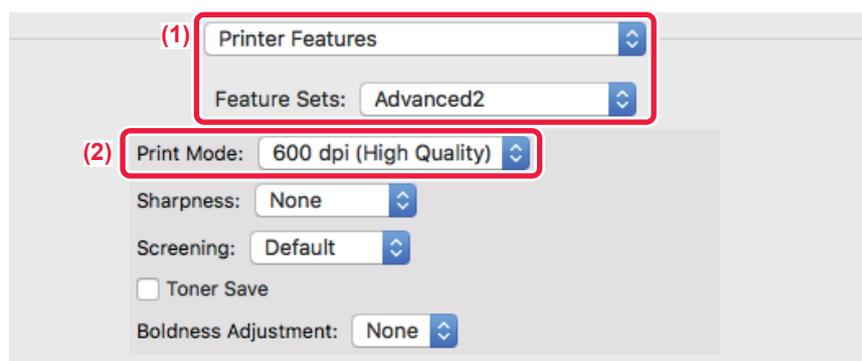 (1) Printer Features
Feature Sets: Advanced2
(2) Print Mode: 600 dpi (High Quality)
Sharpness: None
Screening: Default
Toner Save
Boldness Adjustment: None